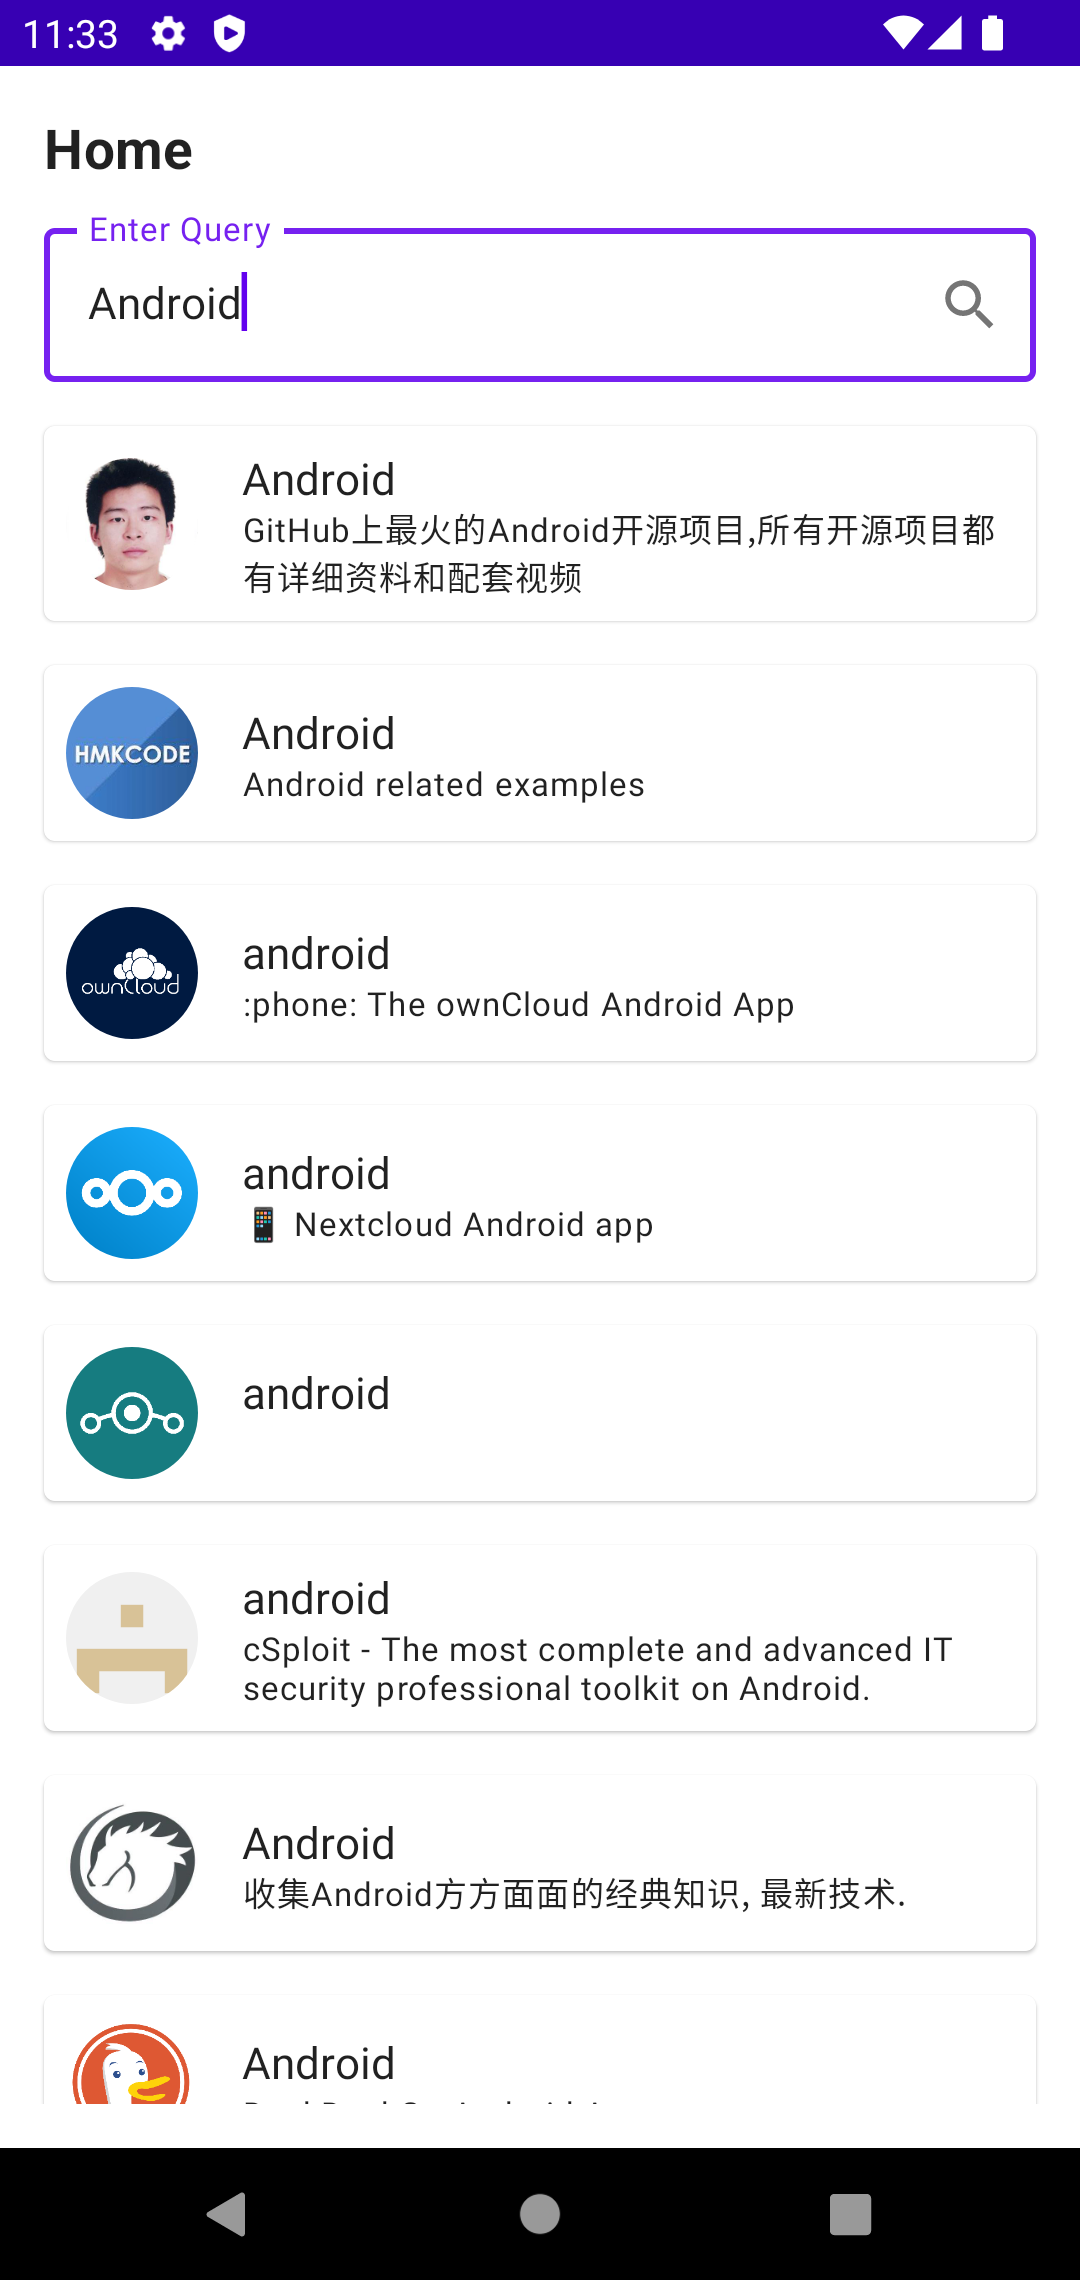 11:33
Home
Enter Query
Android
Android
GitHub上最火的Android开源项目,所有开源项目都
有详细资料和配套视频
HMKCODE
Android
Android related examples
ownCloud
android
:phone: The ownCloud Android App
android
📱 Nextcloud Android app
android
android
cSploit - The most complete and advanced IT
security professional toolkit on Android.
Android
收集Android方方面面的经典知识, 最新技术.
Android